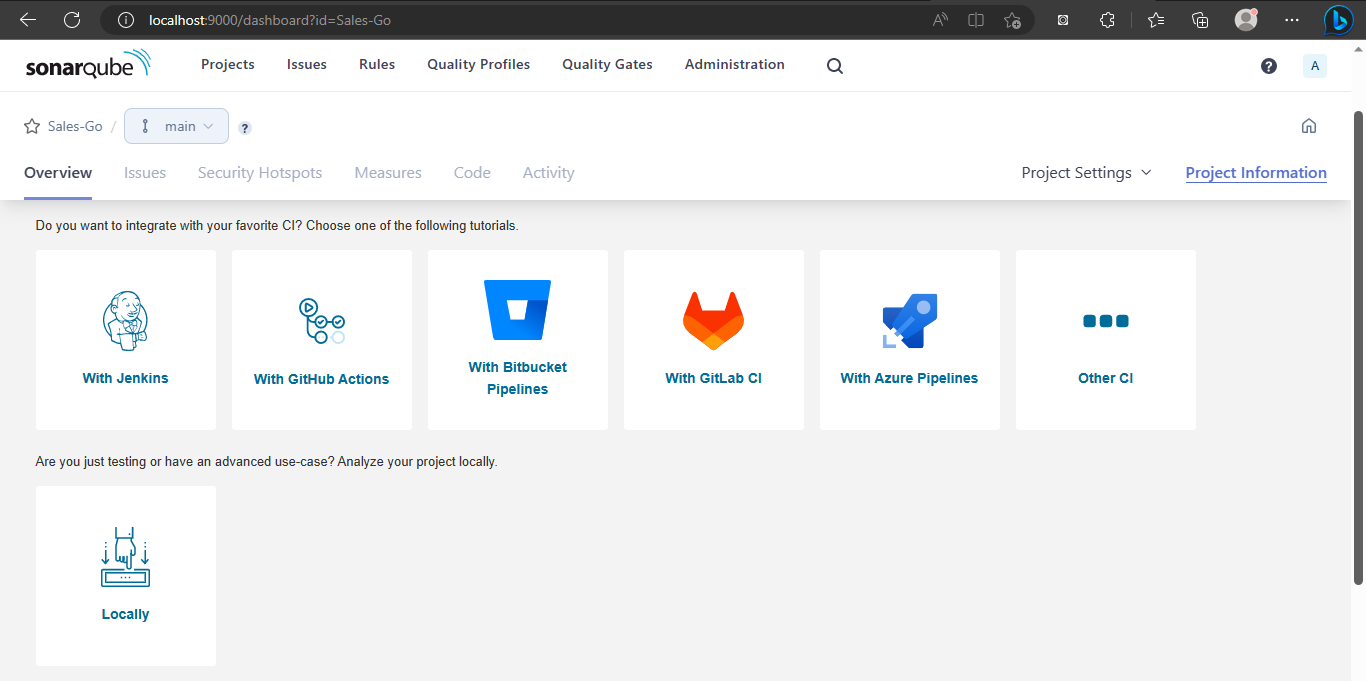 localhost:9000/dashboard?id=Sales-Go
sonarqube Projects Issues Rules Quality Profiles Quality Gates Administration ? A
Sales-Go / main ?
Overview Issues Security Hotspots Measures Code Activity Project Settings Project Information
Do you want to integrate with your favorite CI? Choose one of the following tutorials.
With Jenkins
With GitHub Actions
With Bitbucket
Pipelines
With GitLab CI
With Azure Pipelines
Other CI
Are you just testing or have an advanced use-case? Analyze your project locally.
Locally